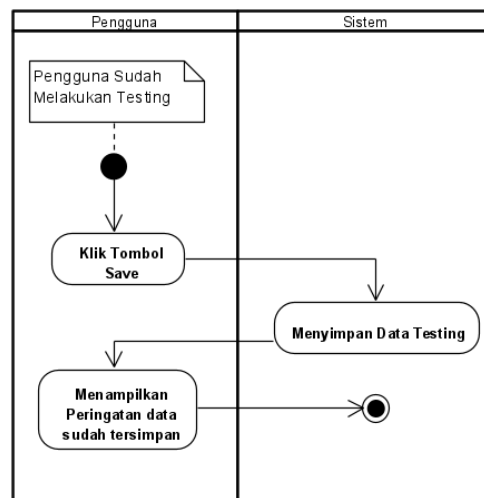 Pengguna
Sistem
Pengguna Sudah
Melakukan Testing
Klik Tombol
Save
Menyimpan Data Testing
Menampilkan
Peringatan data
sudah tersimpan